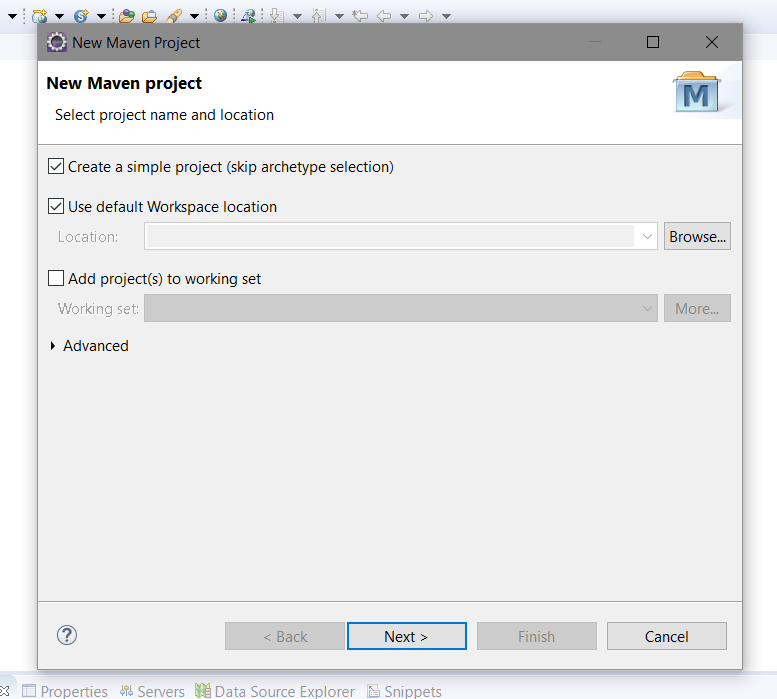 New Maven Project
New Maven project
M
Select project name and location
Create a simple project (skip archetype selection)
Use default Workspace location
Location:
Browse...
Add project(s) to working set
Working set:
More...
Advanced
?
< Back
Next >
Finish
Cancel
Properties
Servers
Data Source Explorer
Snippets